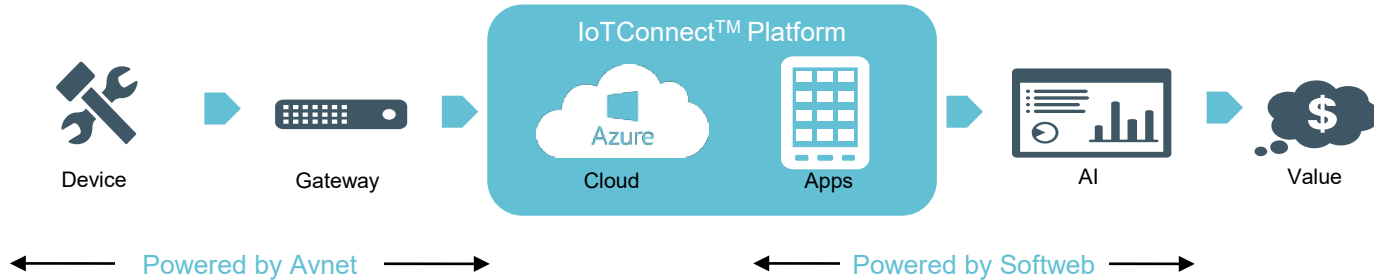 IoTConnect™ Platform
Azure
$
Device
Gateway
Cloud
Apps
AI
Value
Powered by Avnet
Powered by Softweb